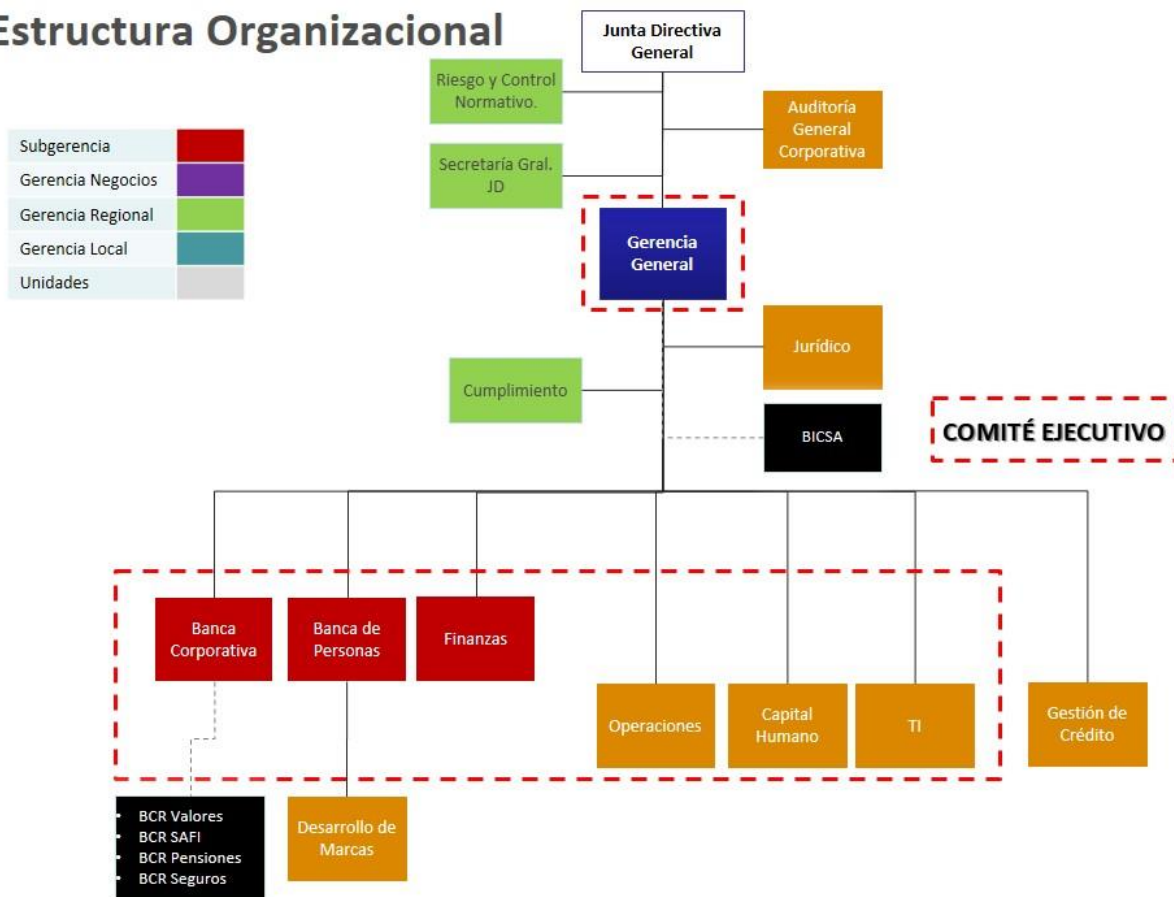 Estructura Organizacional
Junta Directiva
General
Riesgo y Control
Normativo.
Auditoría
General
Corporativa
Subgerencia
Gerencia Negocios
Gerencia Regional
Gerencia Local
Unidades
Secretaría Gral.
JD
Gerencia
General
Jurídico
Cumplimiento
BICSA
COMITÉ EJECUTIVO
Banca
Corporativa
Banca de
Personas
Finanzas
Operaciones
Capital
Humano
TI
Gestión de
Crédito
• BCR Valores
• BCR SAFI
• BCR Pensiones
• BCR Seguros
Desarrollo de
Marcas